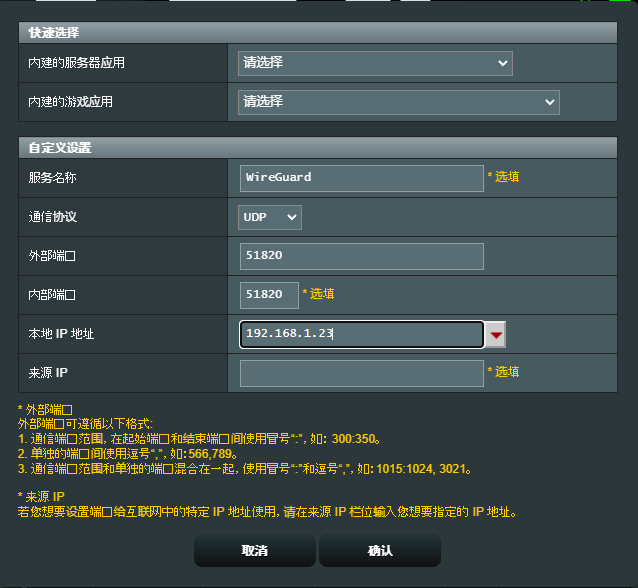 快速选择
内建的服务器应用 请选择
内建的游戏应用 请选择
自定义设置
服务名称 WireGuard * 选填
通信协议 UDP
外部端口 51820
内部端口 51820 * 选填
本地 IP 地址 192.168.1.23
来源 IP * 选填
* 外部端口
外部端口可遵循以下格式:
1. 通信端口范围, 在起始端口和结束端口间使用冒号":", 如: 300:350。
2. 单独的端口间使用逗号",", 如:566,789。
3. 通信端口范围和单独的端口混合在一起, 使用冒号":"和逗号",", 如: 1015:1024, 3021。
* 来源 IP
若您想要设置端口给互联网中的特定 IP 地址使用, 请在来源 IP 栏位输入您想要指定的 IP 地址。
取消 确认